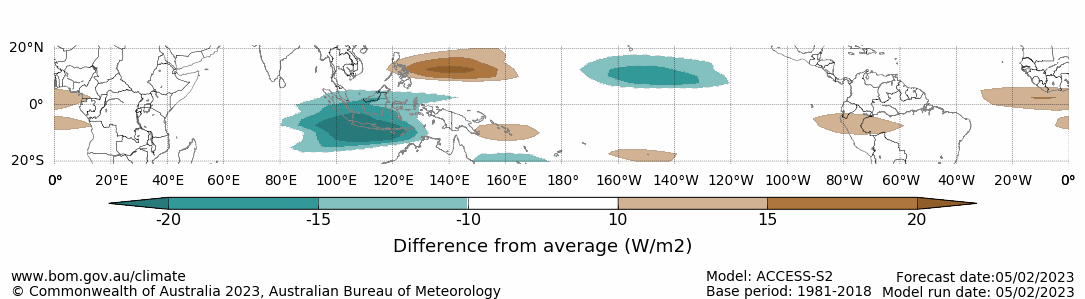 20°N
0°
20°S
0° 20°E 40°E 60°E 80°E 100°E 120°E 140°E 160°E 180° 160°W 140°W 120°W 100°W 80°W 60°W 40°W 20°W 0°
-20 -15 -10 10 15 20
Difference from average (W/m2)
www.bom.gov.au/climate Model: ACCESS-S2 Forecast date:05/02/2023
© Commonwealth of Australia 2023, Australian Bureau of Meteorology Base period: 1981-2018 Model run date: 05/02/2023